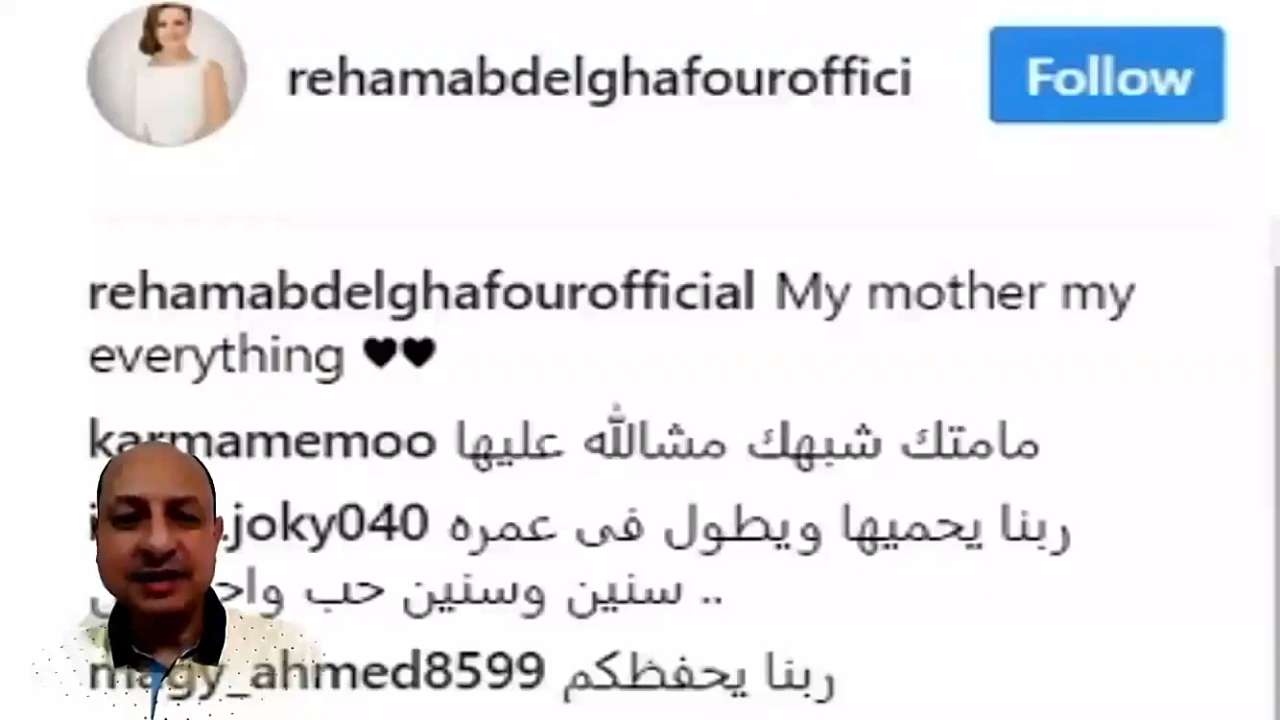 rehamabdelghafouroffici
Follow
rehamabdelghafourofficial My mother my
everything 🖤🖤
karmamemoo مامتك شبهك مشالله عليها
.joky040 ربنا يحميها ويطول فى عمره
سنين وسنين حب ..
magy_ahmed8599 ربنا يحفظكم